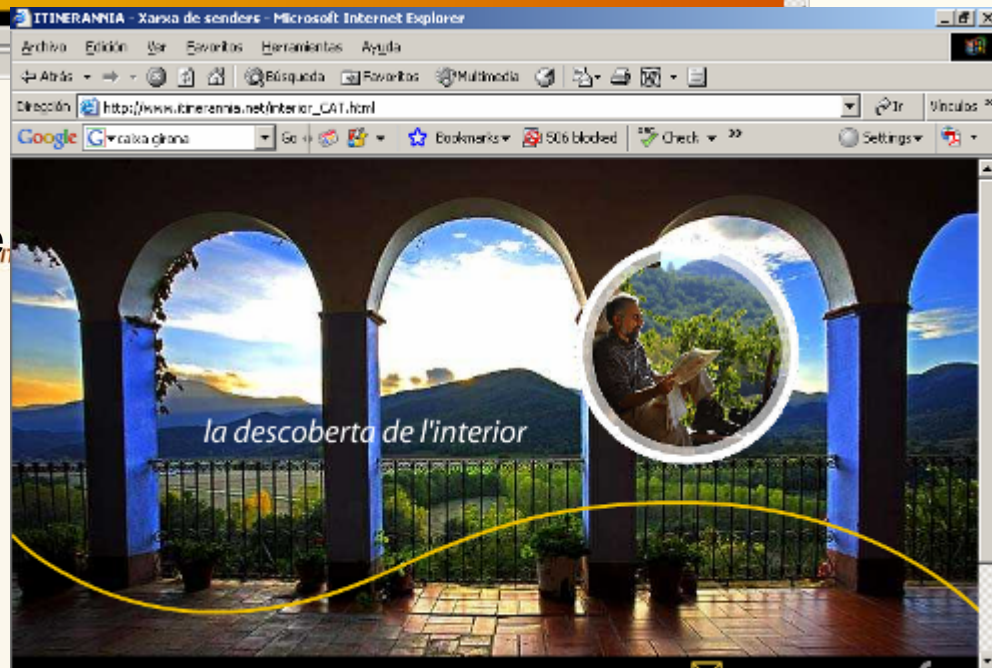 ITINERANNIA - Xarxa de senders - Microsoft Internet Explorer
Archivo Edición Ver Favoritos Herramientas Ayuda
Atrás Búsqueda Favoritos Multimedia
Dirección http://www.itinerannia.net/interior_CAT.html Ir Vínculos »
Google G caixa girona Go Bookmarks 506 blocked Check » Settings
e
la descoberta de l'interior